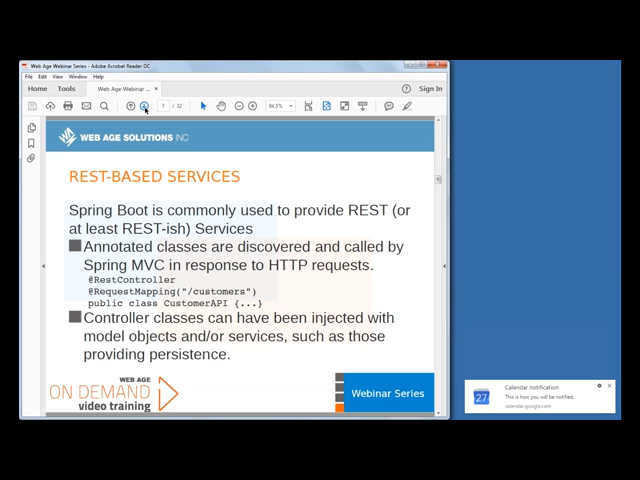 Web Age Webinar Series - Adobe Acrobat Reader DC
File Edit View Window Help
Home Tools Web Age Webinar ... × Sign In
7 / 32 84.5%
WEB AGE SOLUTIONS INC
REST-BASED SERVICES
Spring Boot is commonly used to provide REST (or
at least REST-ish) Services
Annotated classes are discovered and called by
Spring MVC in response to HTTP requests.
@RestController
@RequestMapping("/customers")
public class CustomerAPI {...}
Controller classes can have been injected with
model objects and/or services, such as those
providing persistence.
WEB AGE
ON DEMAND
video training
Webinar Series
Calendar notification
27
This is how you will be notified.
calendar.google.com